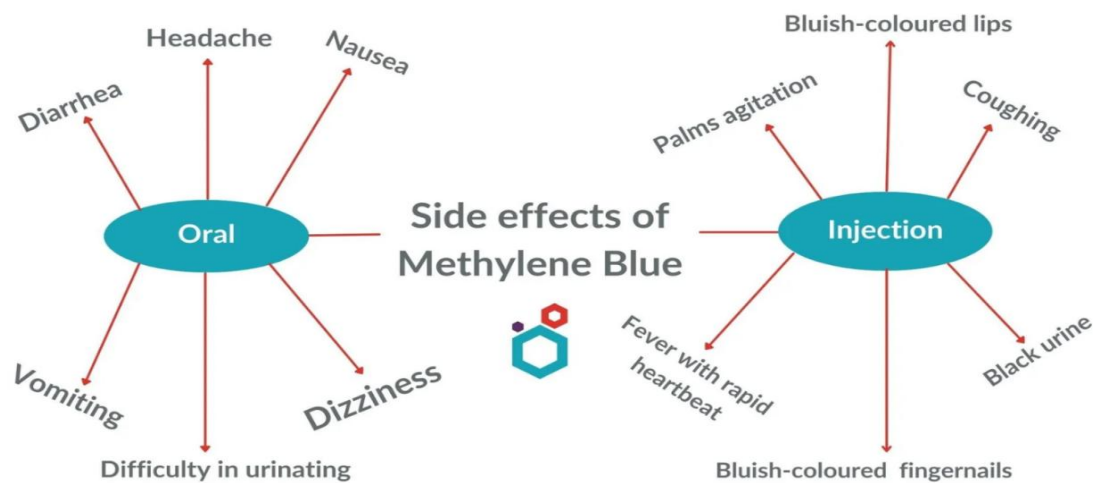 Headache
Nausea
Diarrhea
Oral
Vomiting
Difficulty in urinating
Dizziness
Side effects of
Methylene Blue
Bluish-coloured lips
Palms agitation
Coughing
Injection
Fever with rapid
heartbeat
Black urine
Bluish-coloured fingernails